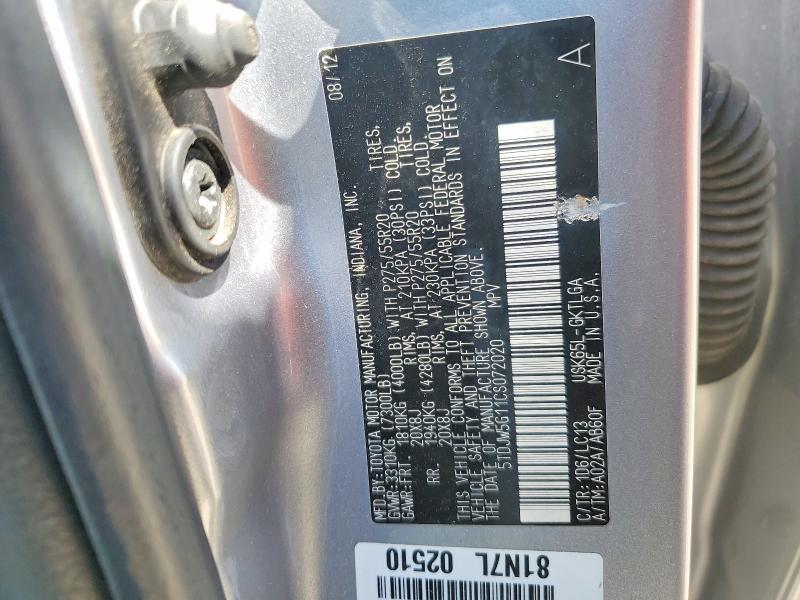 MFD.BY:TOYOTA MOTOR MANUFACTURING, INDIANA, INC. 08/12
GVWR:3310KG (7300LB)
GAWR:FRT. 1810KG (4000LB) WITH P275/55R20 TIRES,
20X8J RIMS, AT 210KPA (30PSI) COLD
RR. 1940KG (4280LB) WITH P275/55R20 TIRES,
20X8J RIMS, AT 230KPA (33PSI) COLD
THIS VEHICLE CONFORMS TO ALL APPLICABLE FEDERAL MOTOR
VEHICLE SAFETY AND THEFT PREVENTION STANDARDS IN EFFECT ON
THE DATE OF MANUFACTURE SHOWN ABOVE.
5TDJW5G11CS072020 MPV
C/TR:1D6/LC13 USK65L-GKTLGA
A/TM:A02A/AB60F MADE IN U.S.A. A
81N7L 02510